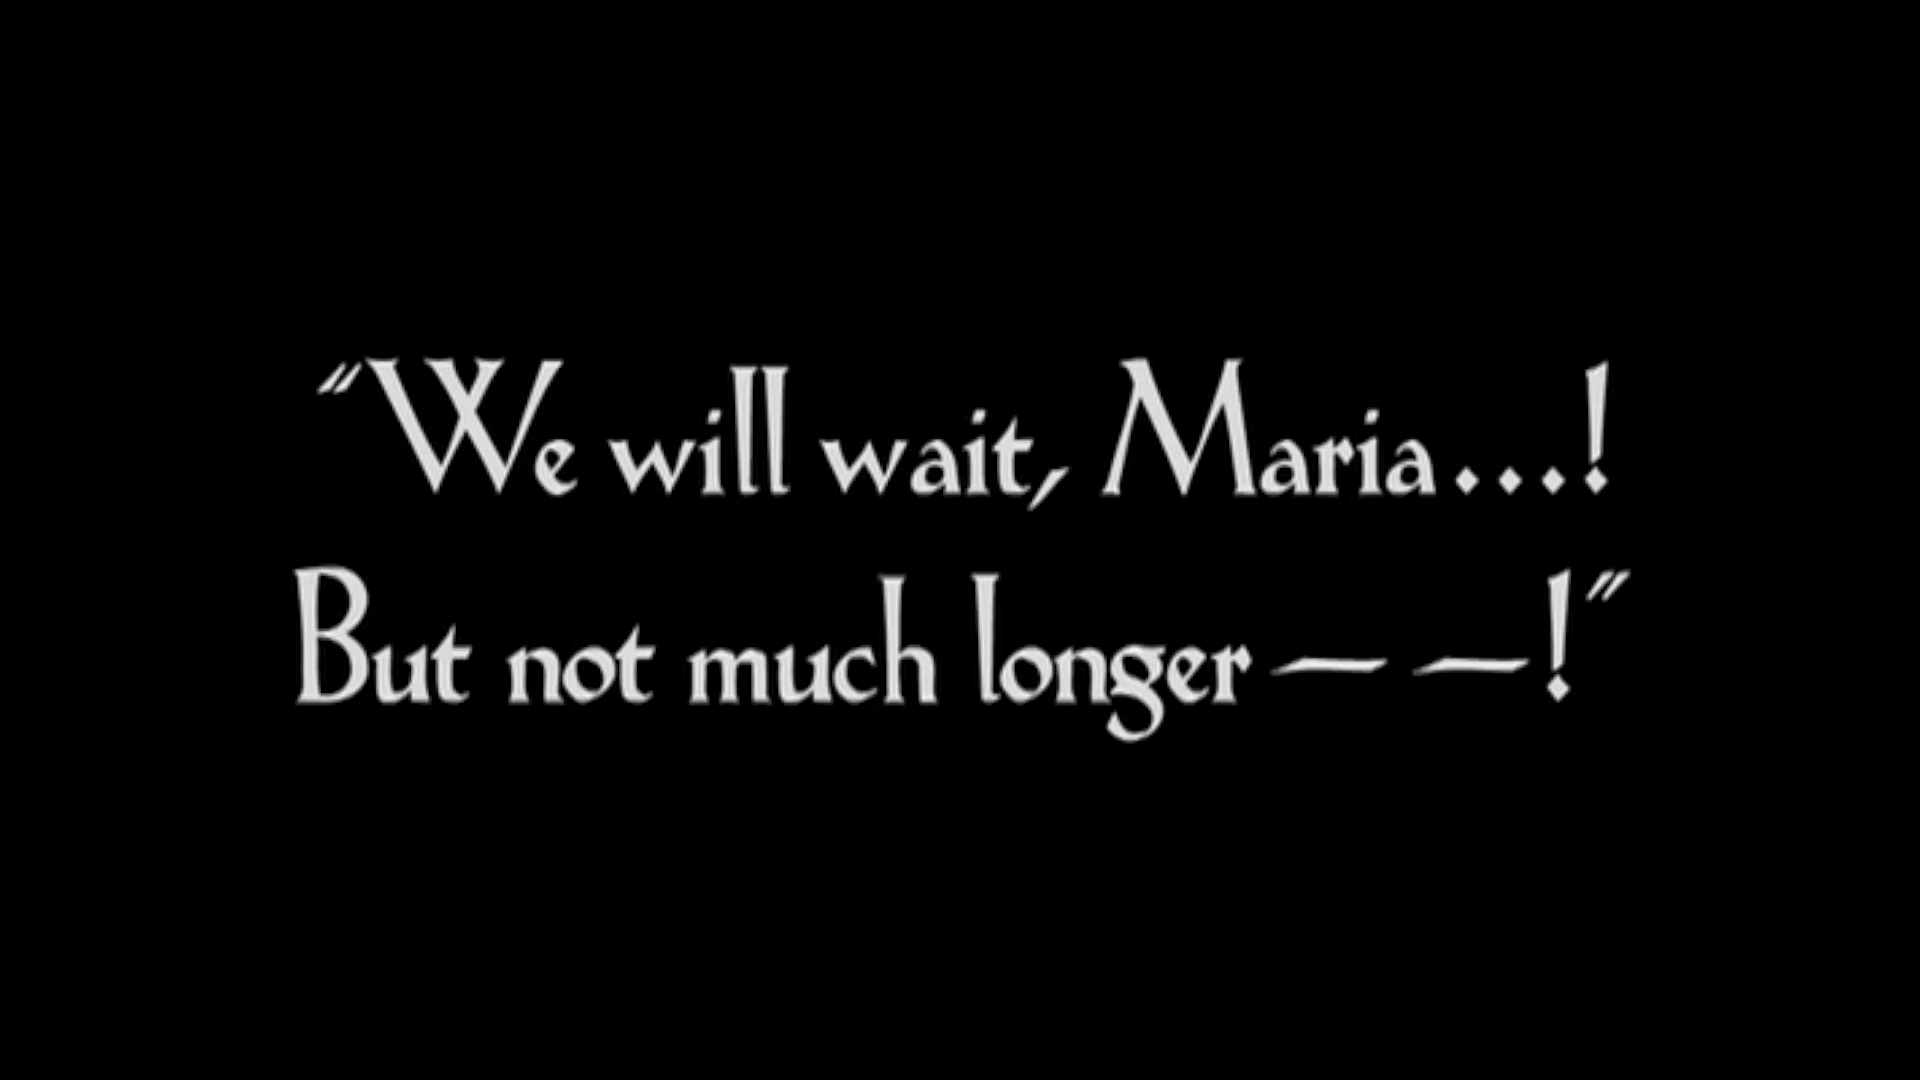 "We will wait, Maria...!
But not much longer — —!"